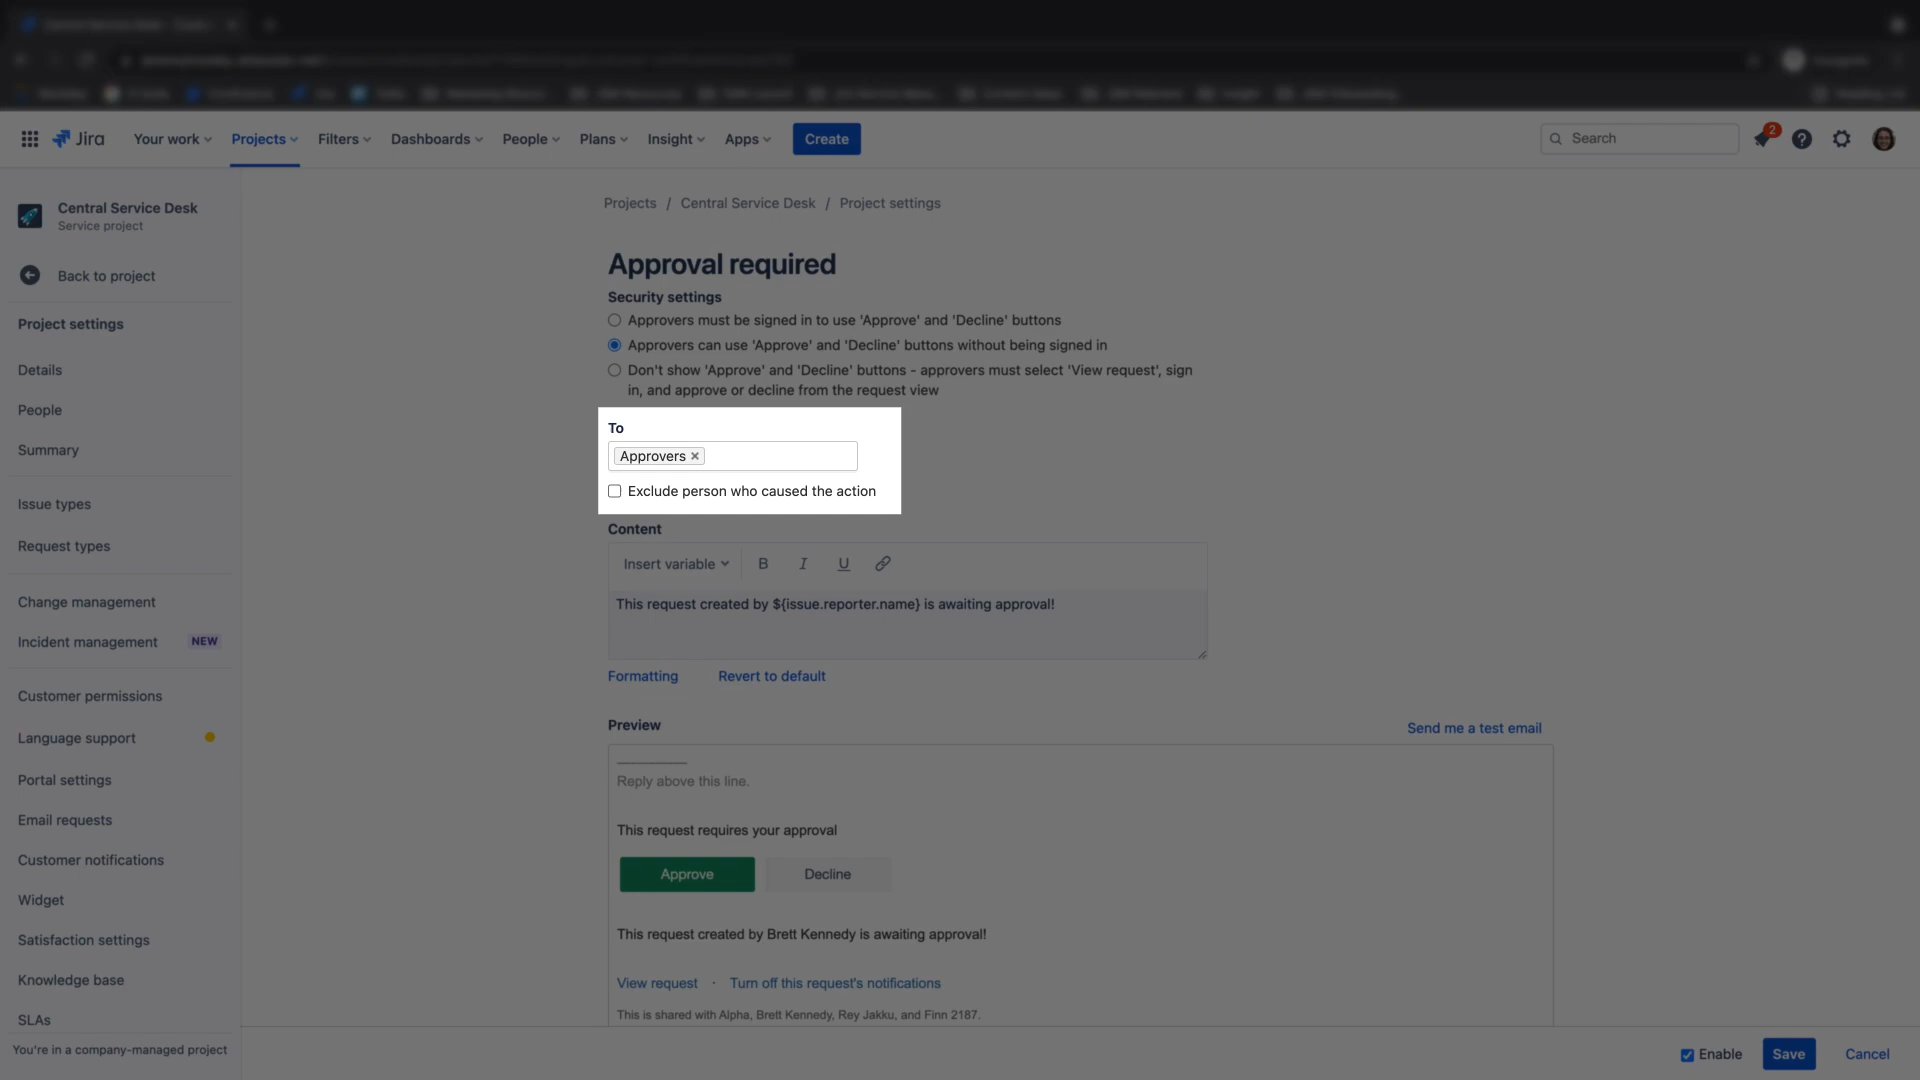 Jira
Your work
Projects
Filters
Dashboards
People
Plans
Insight
Apps
Create
Search
2
Central Service Desk
Service project
Back to project
Project settings
Details
People
Summary
Issue types
Request types
Change management
Incident management NEW
Customer permissions
Language support
Portal settings
Email requests
Customer notifications
Widget
Satisfaction settings
Knowledge base
SLAs
You're in a company-managed project
Projects / Central Service Desk / Project settings
Approval required
Security settings
Approvers must be signed in to use 'Approve' and 'Decline' buttons
Approvers can use 'Approve' and 'Decline' buttons without being signed in
Don't show 'Approve' and 'Decline' buttons - approvers must select 'View request', sign
in, and approve or decline from the request view
To
Approvers ×
Exclude person who caused the action
Content
Insert variable B I U
This request created by ${issue.reporter.name} is awaiting approval!
Formatting Revert to default
Preview
Send me a test email
Reply above this line.
This request requires your approval
Approve Decline
This request created by Brett Kennedy is awaiting approval!
View request · Turn off this request's notifications
This is shared with Alpha, Brett Kennedy, Rey Jakku, and Finn 2187.
Enable Save Cancel